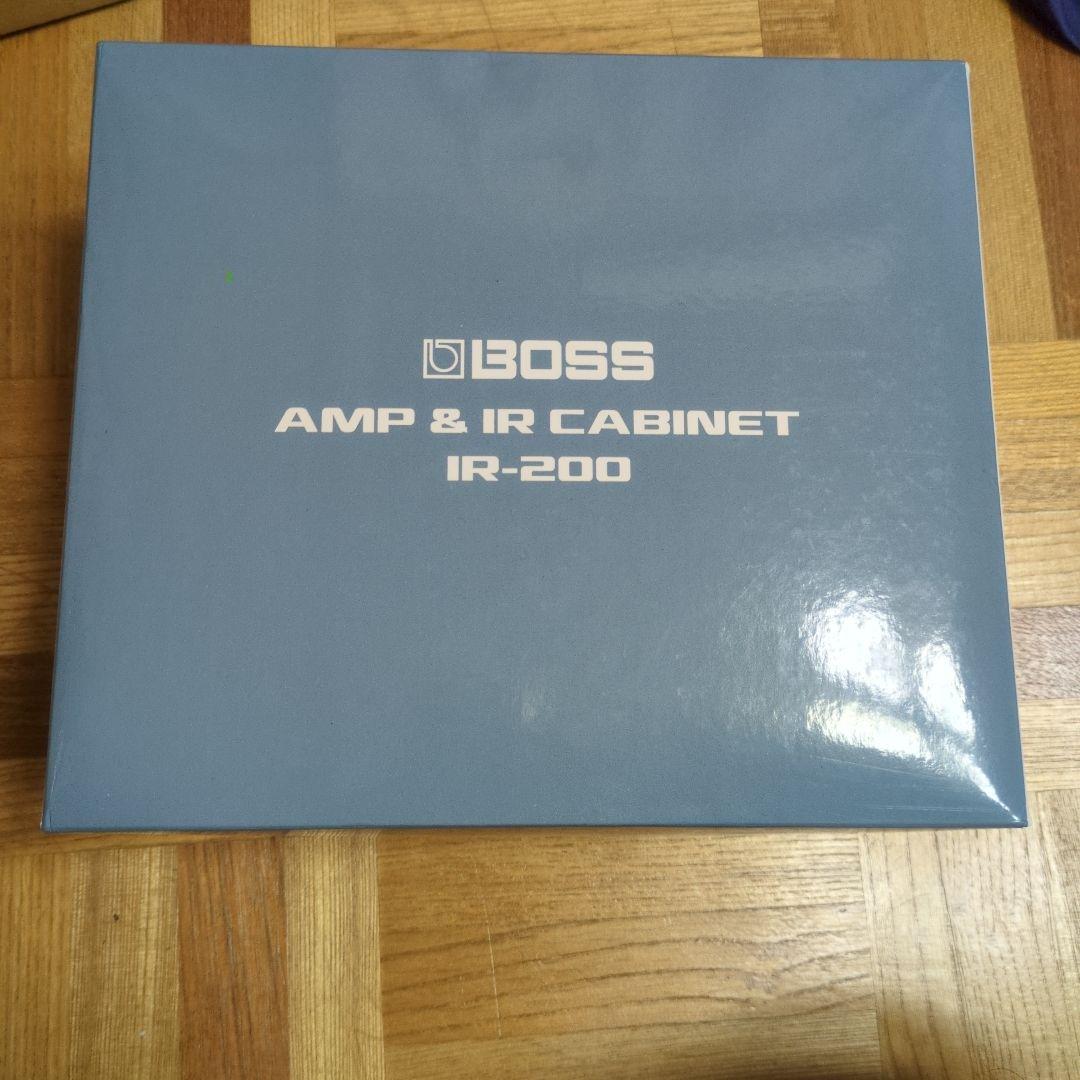 BOSS
AMP & IR CABINET
IR-200